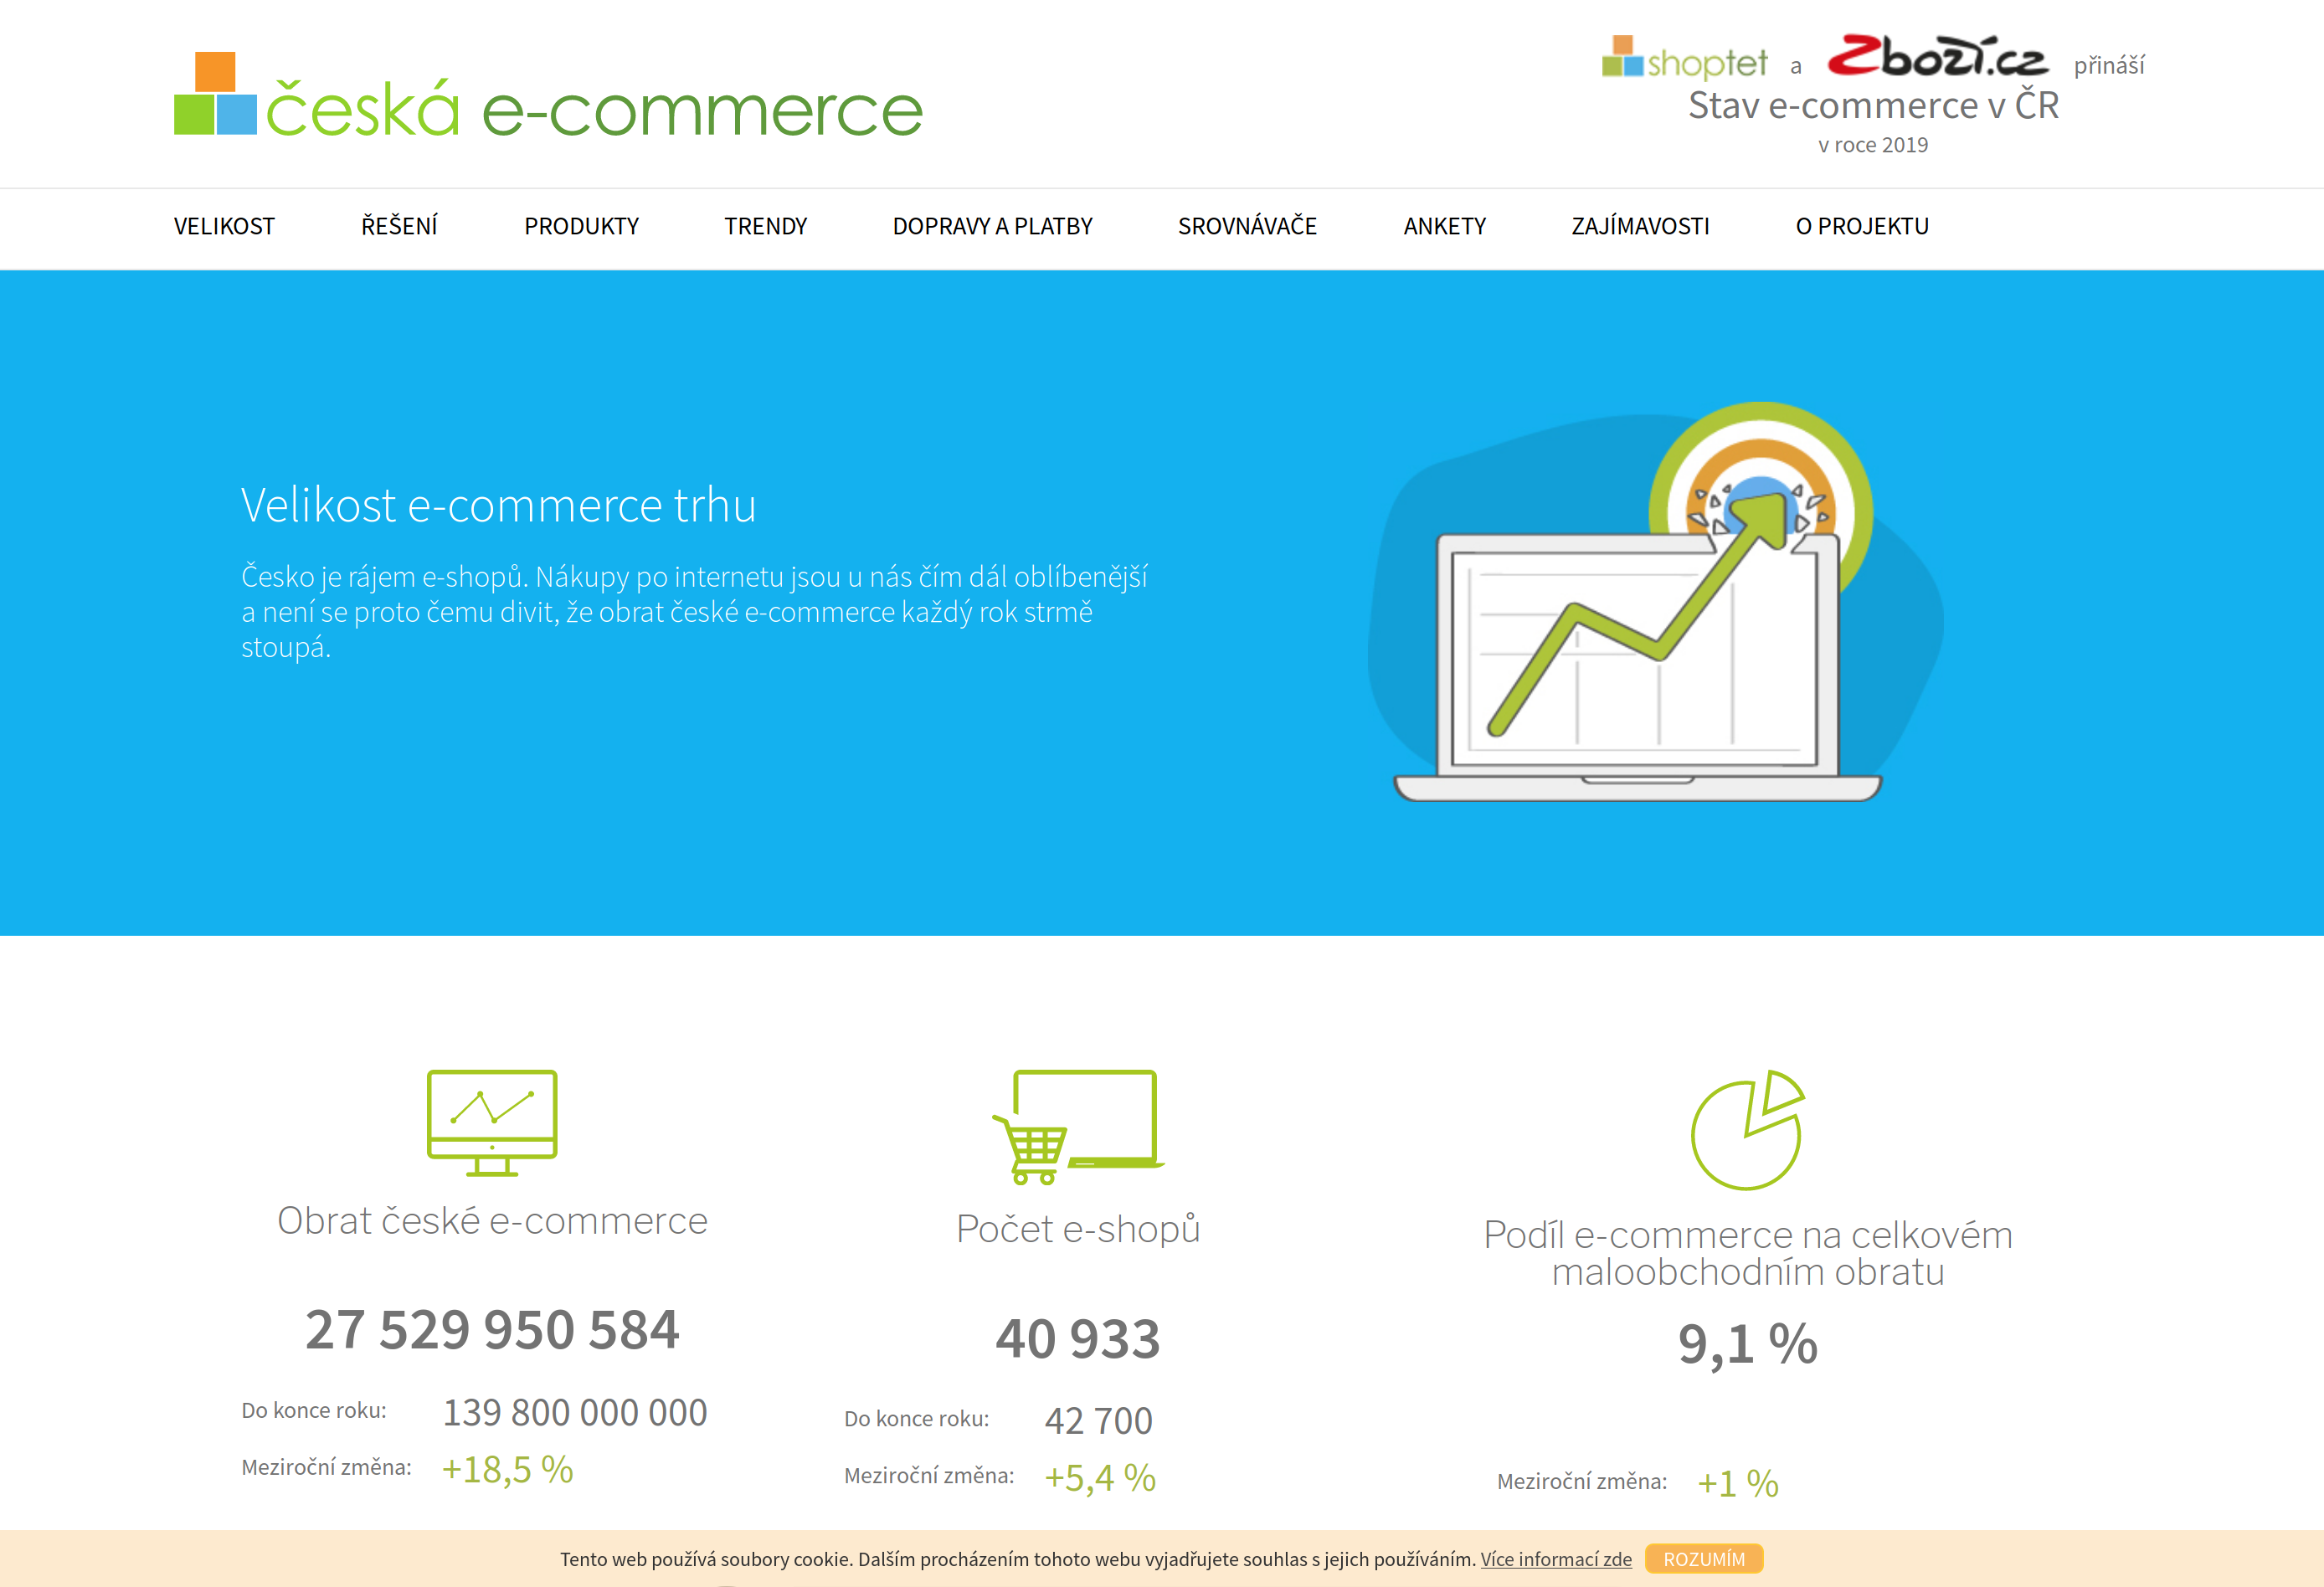 česká e-commerce
shoptet a Zboží.cz přináší
Stav e-commerce v ČR
v roce 2019
VELIKOST ŘEŠENÍ PRODUKTY TRENDY DOPRAVY A PLATBY SROVNÁVAČE ANKETY ZAJÍMAVOSTI O PROJEKTU
Velikost e-commerce trhu
Česko je rájem e-shopů. Nákupy po internetu jsou u nás čím dál oblíbenější
a není se proto čemu divit, že obrat české e-commerce každý rok strmě
stoupá.
Obrat české e-commerce
27 529 950 584
Do konce roku: 139 800 000 000
Meziroční změna: +18,5 %
Počet e-shopů
40 933
Do konce roku: 42 700
Meziroční změna: +5,4 %
Podíl e-commerce na celkovém
maloobchodním obratu
9,1 %
Meziroční změna: +1 %
Tento web používá soubory cookie. Dalším procházením tohoto webu vyjadřujete souhlas s jejich používáním. Více informací zde ROZUMÍM